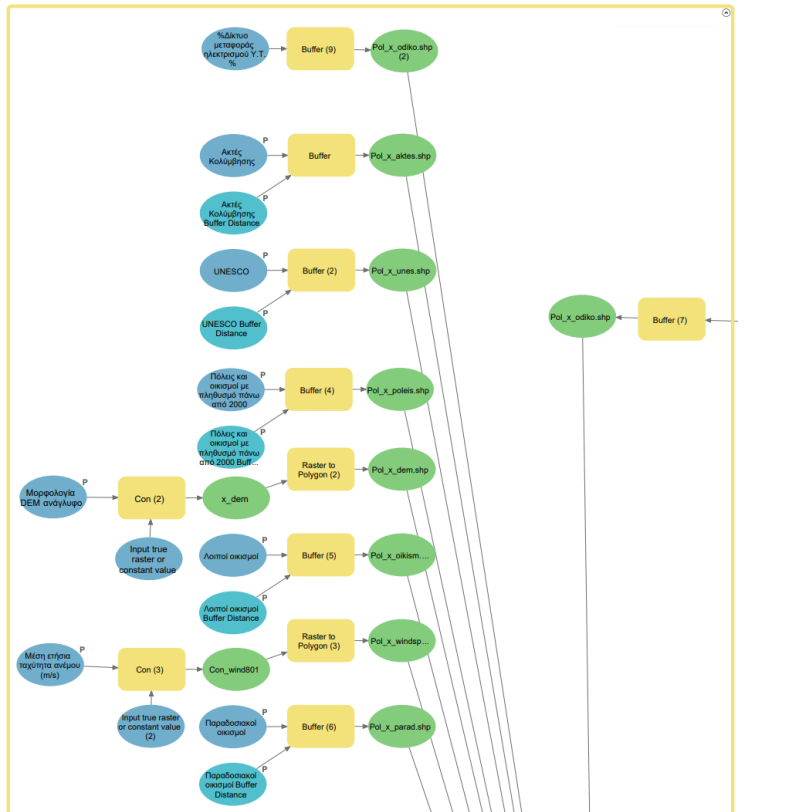 %Δίκτυο
μεταφοράς
ηλεκτρισμού Υ.Τ.
%
Buffer (9)
Pol_x_odiko.shp
(2)
P
Ακτές
Κολύμβησης
Buffer
Pol_x_aktes.shp
P
Ακτές
Κολύμβησης
Buffer Distance
P
UNESCO
Buffer (2)
Pol_x_unes.shp
P
UNESCO Buffer
Distance
Pol_x_odiko.shp
Buffer (7)
P
Πόλεις και
οικισμοί με
πληθυσμό πάνω
από 2000
Buffer (4)
Pol_x_poleis.shp
P
Πόλεις και
οικισμοί με
πληθυσμό πάνω
από 2000 Buff...
Raster to
Polygon (2)
Pol_x_dem.shp
P
Μορφολογία
DEM ανάγλυφο
Con (2)
x_dem
Input true
raster or
constant value
P
Λοιποί οικισμοί
Buffer (5)
Pol_x_oikism....
P
Λοιποί οικισμοί
Buffer Distance
Raster to
Polygon (3)
Pol_x_windsp...
P
Μέση ετήσια
ταχύτητα ανέμου
(m/s)
Con (3)
Con_wind801
Input true raster
or constant value
(2)
P
Παραδοσιακοί
οικισμοί
Buffer (6)
Pol_x_parad.shp
P
Παραδοσιακοί
οικισμοί Buffer
Distance